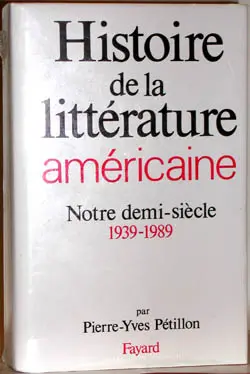 Histoire
de la
littérature
américaine
Notre demi-siècle
1939-1989
par
Pierre-Yves Pétillon
Fayard